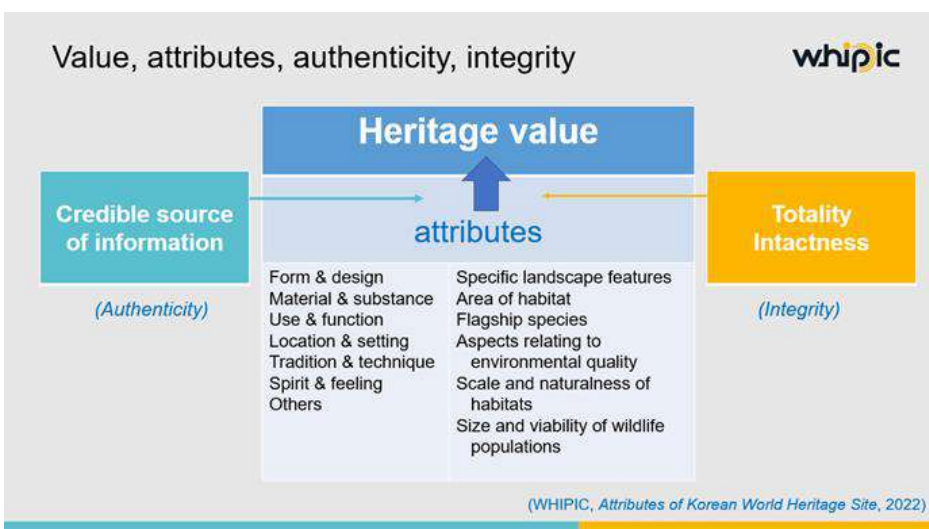 Value, attributes, authenticity, integrity
whipic
Heritage value
Credible source
of information
(Authenticity)
attributes
Totality
Intactness
(Integrity)
Form & design
Material & substance
Use & function
Location & setting
Tradition & technique
Spirit & feeling
Others
Specific landscape features
Area of habitat
Flagship species
Aspects relating to
environmental quality
Scale and naturalness of
habitats
Size and viability of wildlife
populations
(WHIPIC, Attributes of Korean World Heritage Site, 2022)